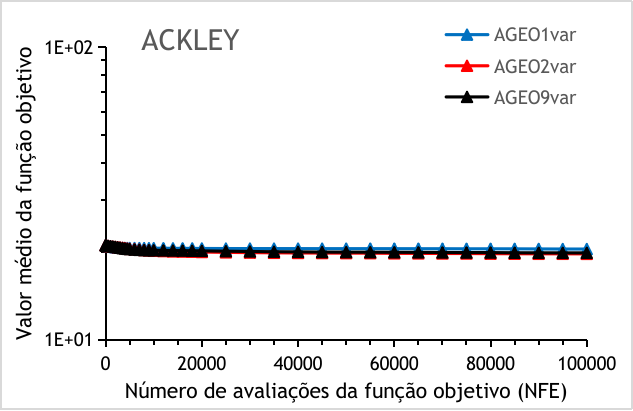 ACKLEY
AGEO1var
AGEO2var
AGEO9var
Valor médio da função objetivo
1E+02
1E+01
0 20000 40000 60000 80000 100000
Número de avaliações da função objetivo (NFE)